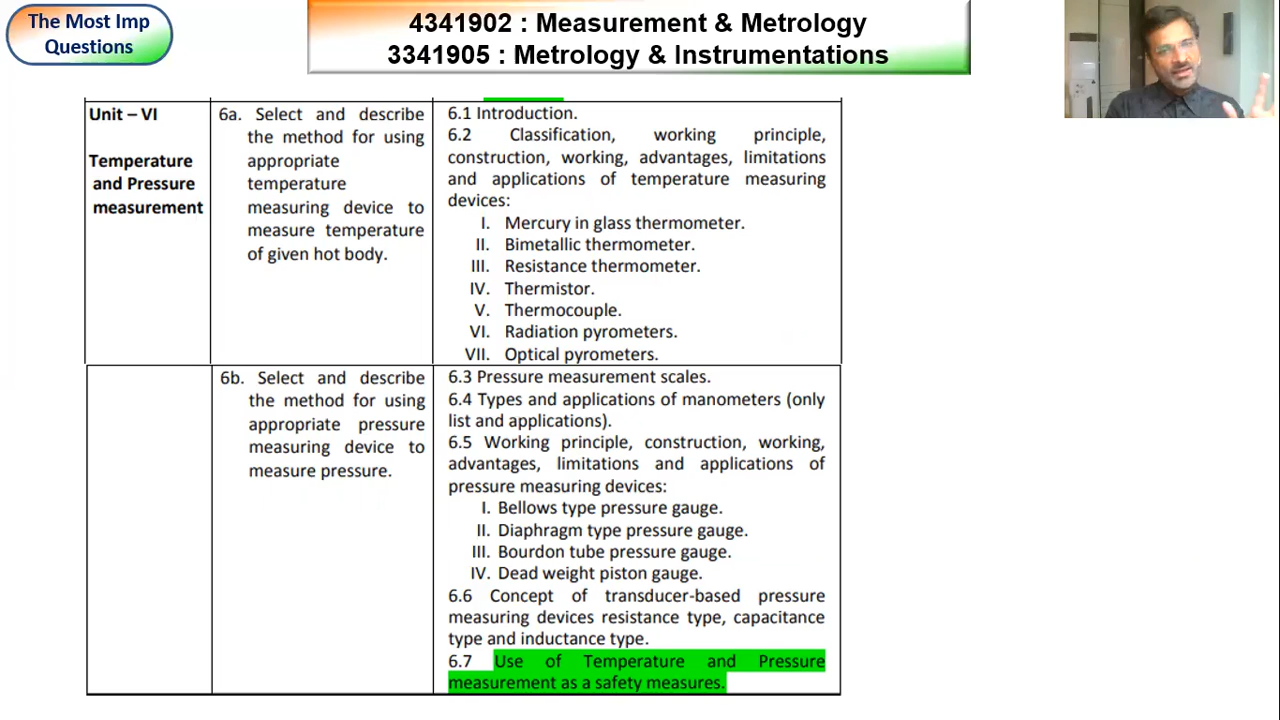 The Most Imp
Questions
4341902 : Measurement & Metrology
3341905 : Metrology & Instrumentations
Unit – VI
Temperature
and Pressure
measurement
6a. Select and describe
the method for using
appropriate
temperature
measuring device to
measure temperature
of given hot body.
6.1 Introduction.
6.2 Classification, working principle,
construction, working, advantages, limitations
and applications of temperature measuring
devices:
I. Mercury in glass thermometer.
II. Bimetallic thermometer.
III. Resistance thermometer.
IV. Thermistor.
V. Thermocouple.
VI. Radiation pyrometers.
VII. Optical pyrometers.
6b. Select and describe
the method for using
appropriate pressure
measuring device to
measure pressure.
6.3 Pressure measurement scales.
6.4 Types and applications of manometers (only
list and applications).
6.5 Working principle, construction, working,
advantages, limitations and applications of
pressure measuring devices:
I. Bellows type pressure gauge.
II. Diaphragm type pressure gauge.
III. Bourdon tube pressure gauge.
IV. Dead weight piston gauge.
6.6 Concept of transducer-based pressure
measuring devices resistance type, capacitance
type and inductance type.
6.7 Use of Temperature and Pressure
measurement as a safety measures.